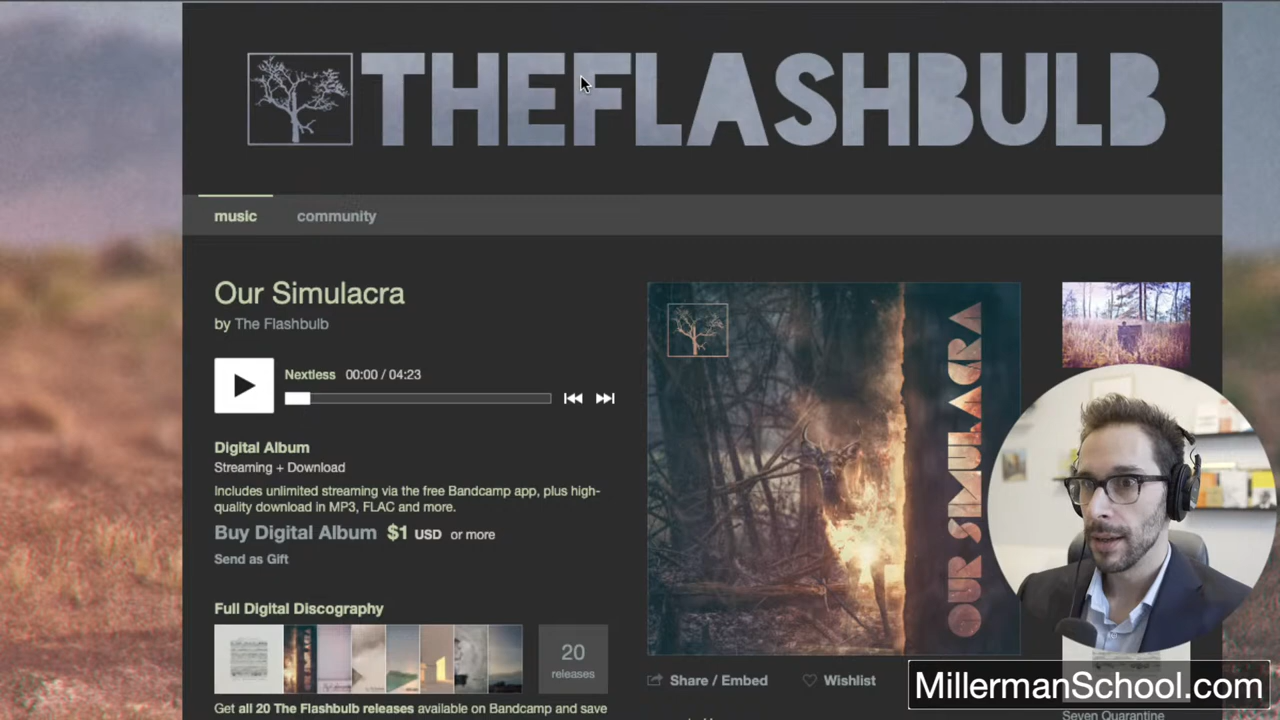 THEFLASHBULB
music
community
Our Simulacra
by The Flashbulb
Nextless 00:00 / 04:23
Digital Album
Streaming + Download
Includes unlimited streaming via the free Bandcamp app, plus high-
quality download in MP3, FLAC and more.
Buy Digital Album $1 USD or more
Send as Gift
Full Digital Discography
20
releases
Get all 20 The Flashbulb releases available on Bandcamp and save
OUR SIMULACRA
Share / Embed
Wishlist
MillermanSchool.com
Seven Quarantine